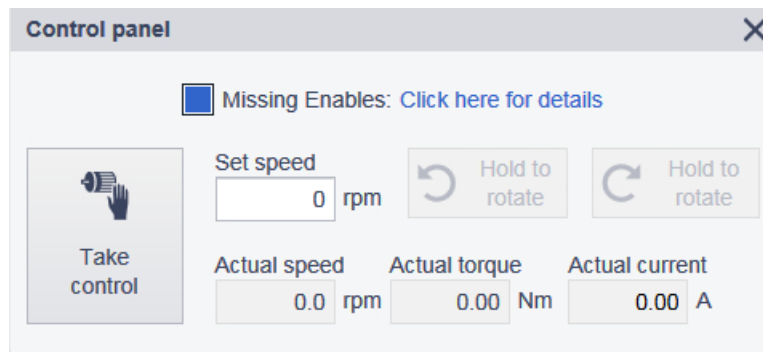 Control panel
Missing Enables: Click here for details
Take
control
Set speed
0 rpm
Hold to
rotate
Hold to
rotate
Actual speed
0.0 rpm
Actual torque
0.00 Nm
Actual current
0.00 A